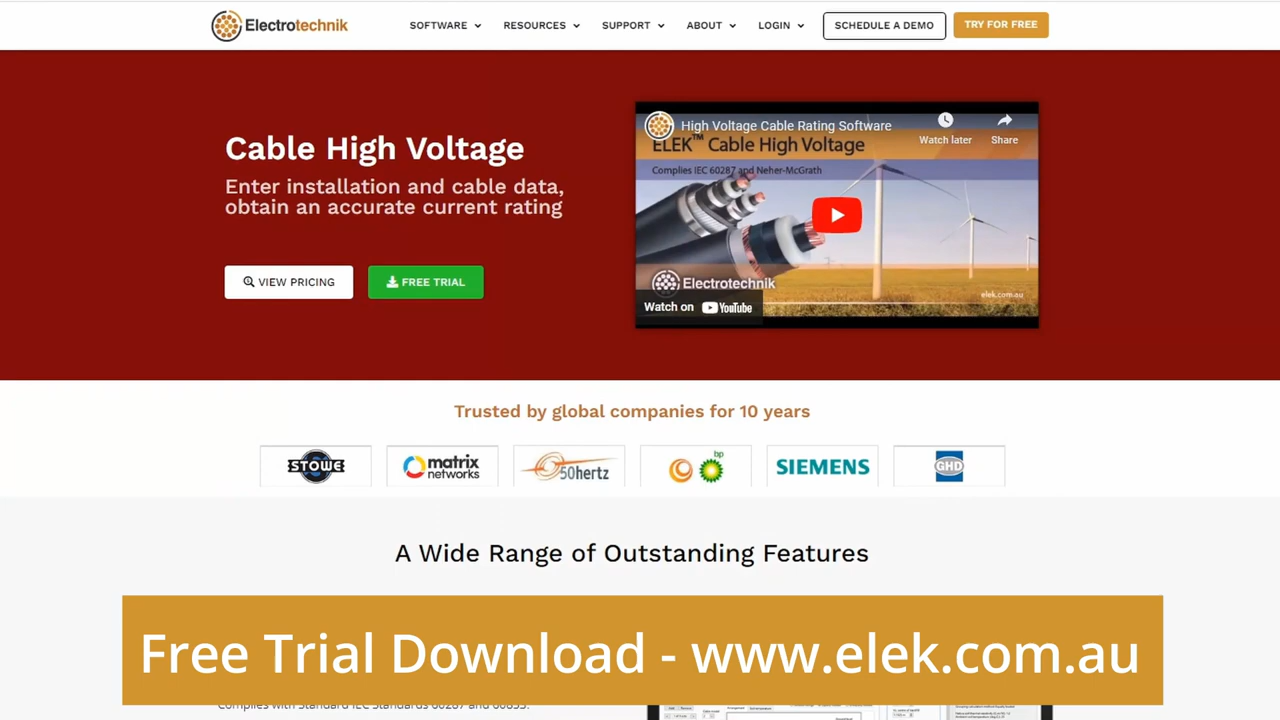 Electrotechnik
SOFTWARE
RESOURCES
SUPPORT
ABOUT
LOGIN
SCHEDULE A DEMO
TRY FOR FREE
Cable High Voltage
Enter installation and cable data,
obtain an accurate current rating
VIEW PRICING
FREE TRIAL
High Voltage Cable Rating Software
Watch later
Share
ELEK™ Cable High Voltage
Complies IEC 60287 and Neher-McGrath
Electrotechnik
elek.com.au
Watch on YouTube
Trusted by global companies for 10 years
STOWE
matrix
networks
50hertz
bp
SIEMENS
GHD
A Wide Range of Outstanding Features
Free Trial Download - www.elek.com.au
Complies with Standard IEC Standards 60287 and 60853.